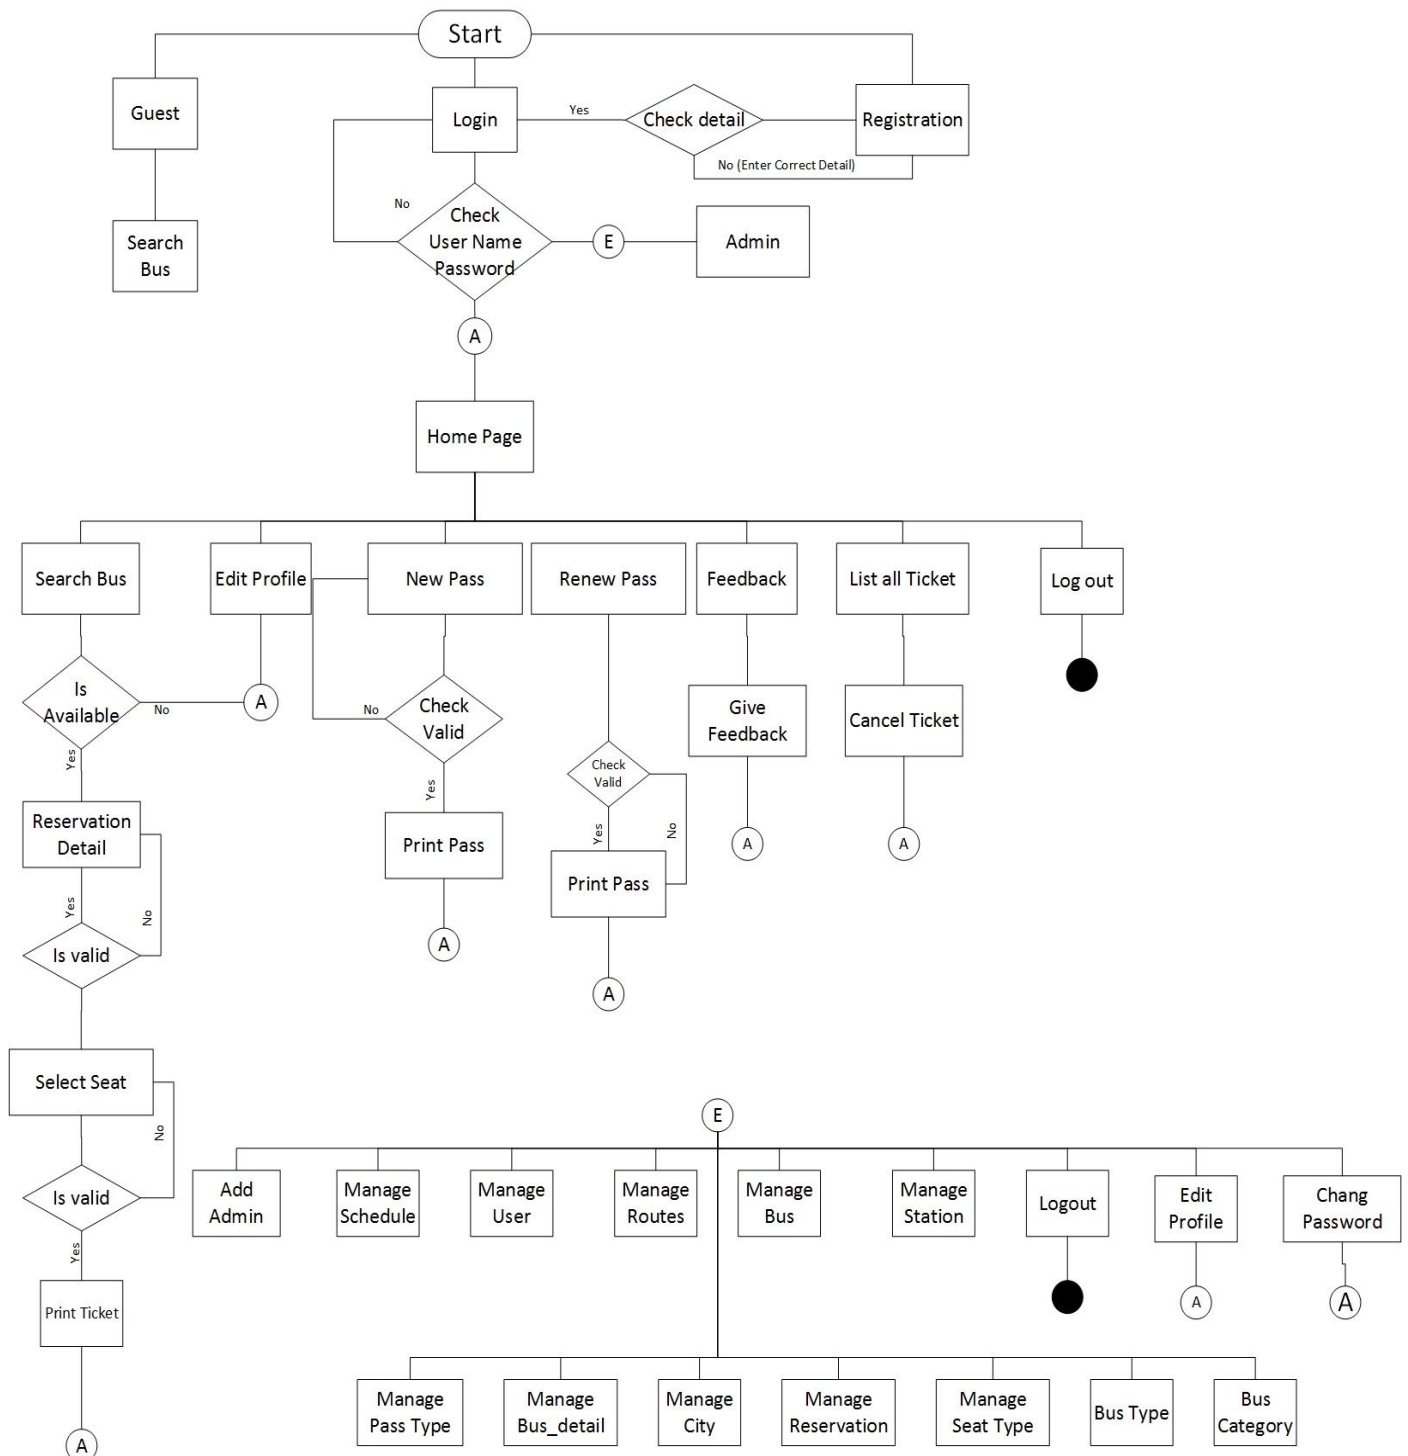 Start
Guest
Login
Yes
Check detail
Registration
No (Enter Correct Detail)
No
Check
User Name
Password
E
Admin
Search
Bus
A
Home Page
Search Bus
Edit Profile
New Pass
Renew Pass
Feedback
List all Ticket
Log out
Is
Available
No
A
No
Check
Valid
Give
Feedback
Cancel Ticket
Yes
Check
Valid
Yes
Yes
No
Reservation
Detail
Print Pass
Print Pass
A
A
Yes
No
Is valid
A
A
Select Seat
No
Is valid
Yes
Print Ticket
A
E
Add
Admin
Manage
Schedule
Manage
User
Manage
Routes
Manage
Bus
Manage
Station
Logout
Edit
Profile
Chang
Password
A
A
Manage
Pass Type
Manage
Bus_detail
Manage
City
Manage
Reservation
Manage
Seat Type
Bus Type
Bus
Category